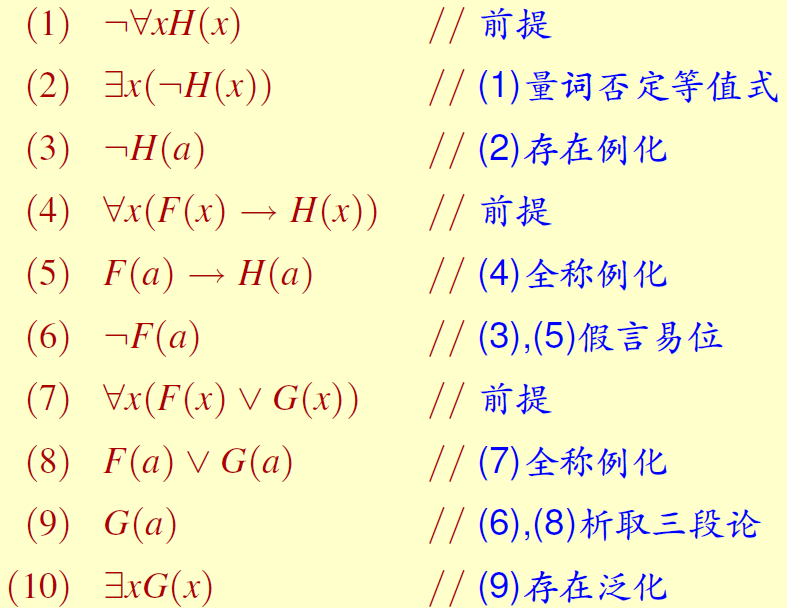 (1) ¬∀xH(x) // 前提
(2) ∃x(¬H(x)) // (1)量词否定等值式
(3) ¬H(a) // (2)存在例化
(4) ∀x(F(x) → H(x)) // 前提
(5) F(a) → H(a) // (4)全称例化
(6) ¬F(a) // (3),(5)假言易位
(7) ∀x(F(x) ∨ G(x)) // 前提
(8) F(a) ∨ G(a) // (7)全称例化
(9) G(a) // (6),(8)析取三段论
(10) ∃xG(x) // (9)存在泛化